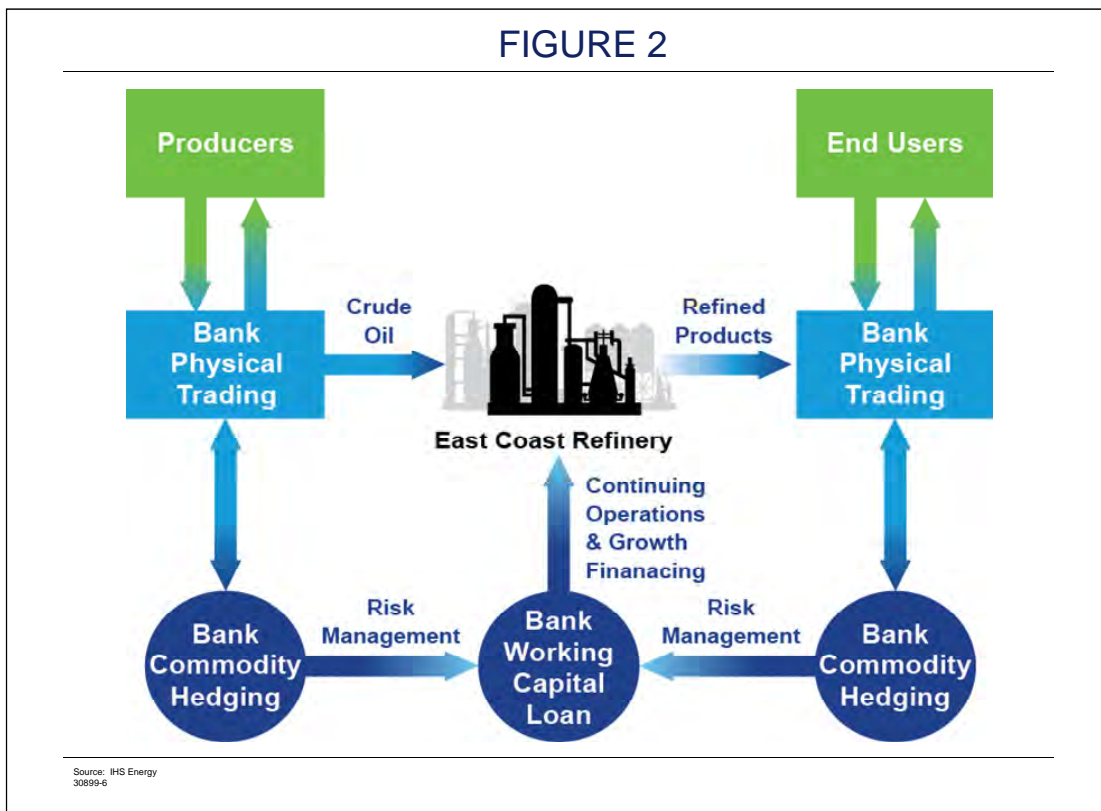 FIGURE 2
Producers
End Users
Bank
Physical
Trading
Crude
Oil
Refined
Products
Bank
Physical
Trading
East Coast Refinery
Continuing
Operations
& Growth
Finanacing
Bank
Commodity
Hedging
Risk
Management
Bank
Working
Capital
Loan
Risk
Management
Bank
Commodity
Hedging
Source: IHS Energy
30899-6